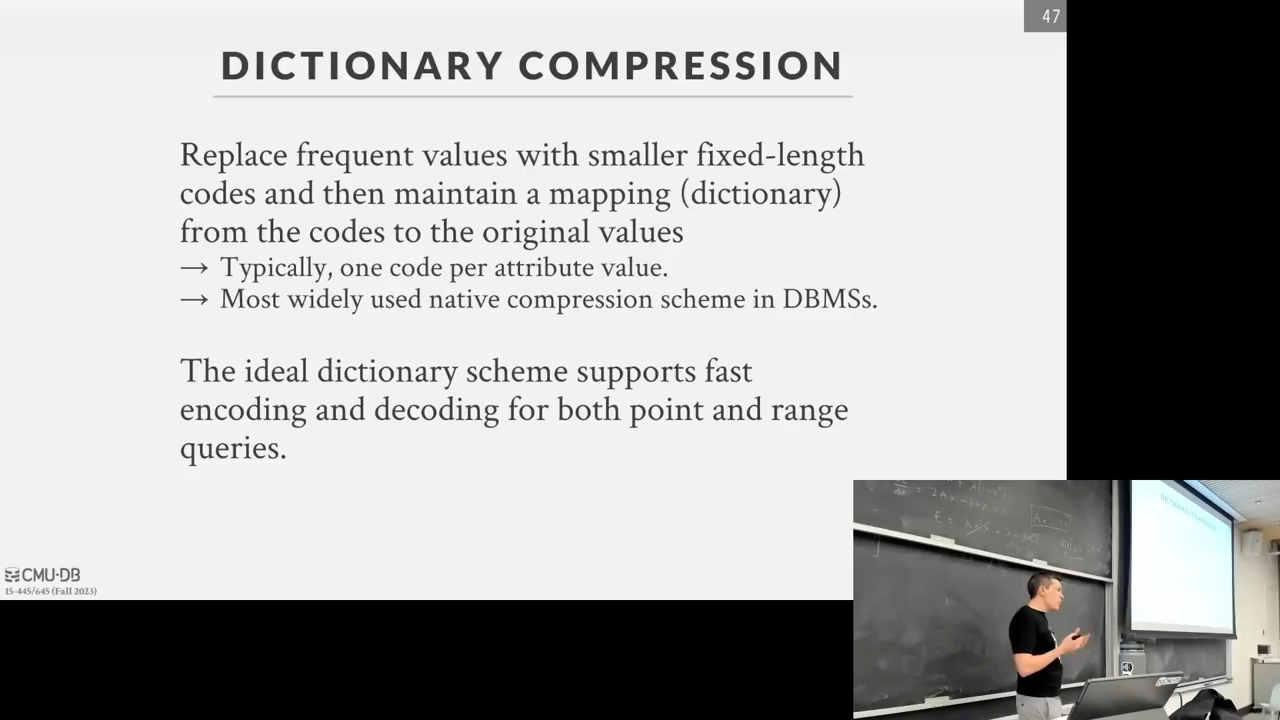 47
DICTIONARY COMPRESSION
Replace frequent values with smaller fixed-length
codes and then maintain a mapping (dictionary)
from the codes to the original values
→ Typically, one code per attribute value.
→ Most widely used native compression scheme in DBMSs.
The ideal dictionary scheme supports fast
encoding and decoding for both point and range
queries.
CMU·DB
15-445/645 (Fall 2023)
DICTIONARY COMPRESSION